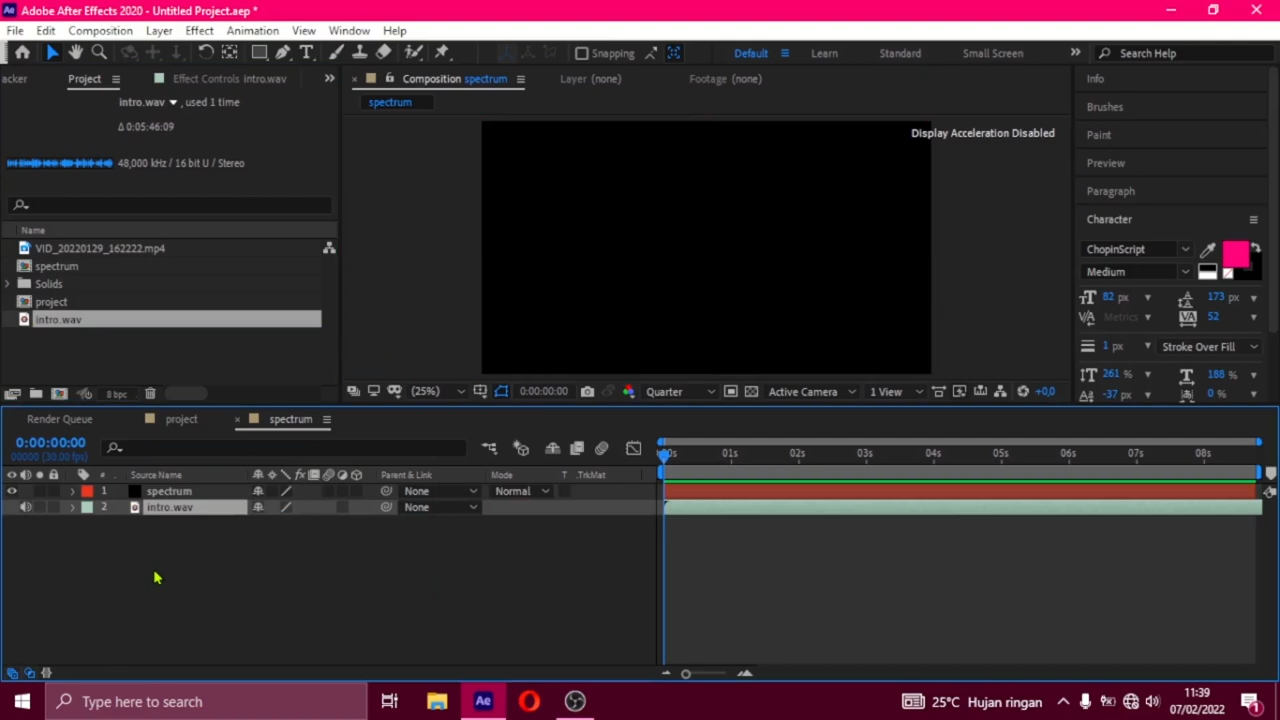 Adobe After Effects 2020 - Untitled Project.aep *
File Edit Composition Layer Effect Animation View Window Help
Snapping
Default Learn Standard Small Screen
Search Help
acker Project Effect Controls intro.wav
Composition spectrum
Layer (none)
Footage (none)
spectrum
intro.wav , used 1 time
Δ 0:05:46:09
48,000 kHz / 16 bit U / Stereo
Display Acceleration Disabled
Info
Brushes
Paint
Preview
Paragraph
Character
Name
VID_20220129_162222.mp4
spectrum
Solids
project
intro.wav
ChopinScript
Medium
82 px 173 px
Metrics 52
1 px Stroke Over Fill
261 % 188 %
-37 px 0 %
8 bpc
(25%) 0:00:00:00 Quarter Active Camera 1 View +0,0
Render Queue project spectrum
0:00:00:00
00000 (30.00 fps)
01s 02s 03s 04s 05s 06s 07s 08s
# Source Name Parent & Link Mode T .TrkMat
1 spectrum None Normal
2 intro.wav None
Type here to search
Ae
25°C Hujan ringan
11:39
07/02/2022
1